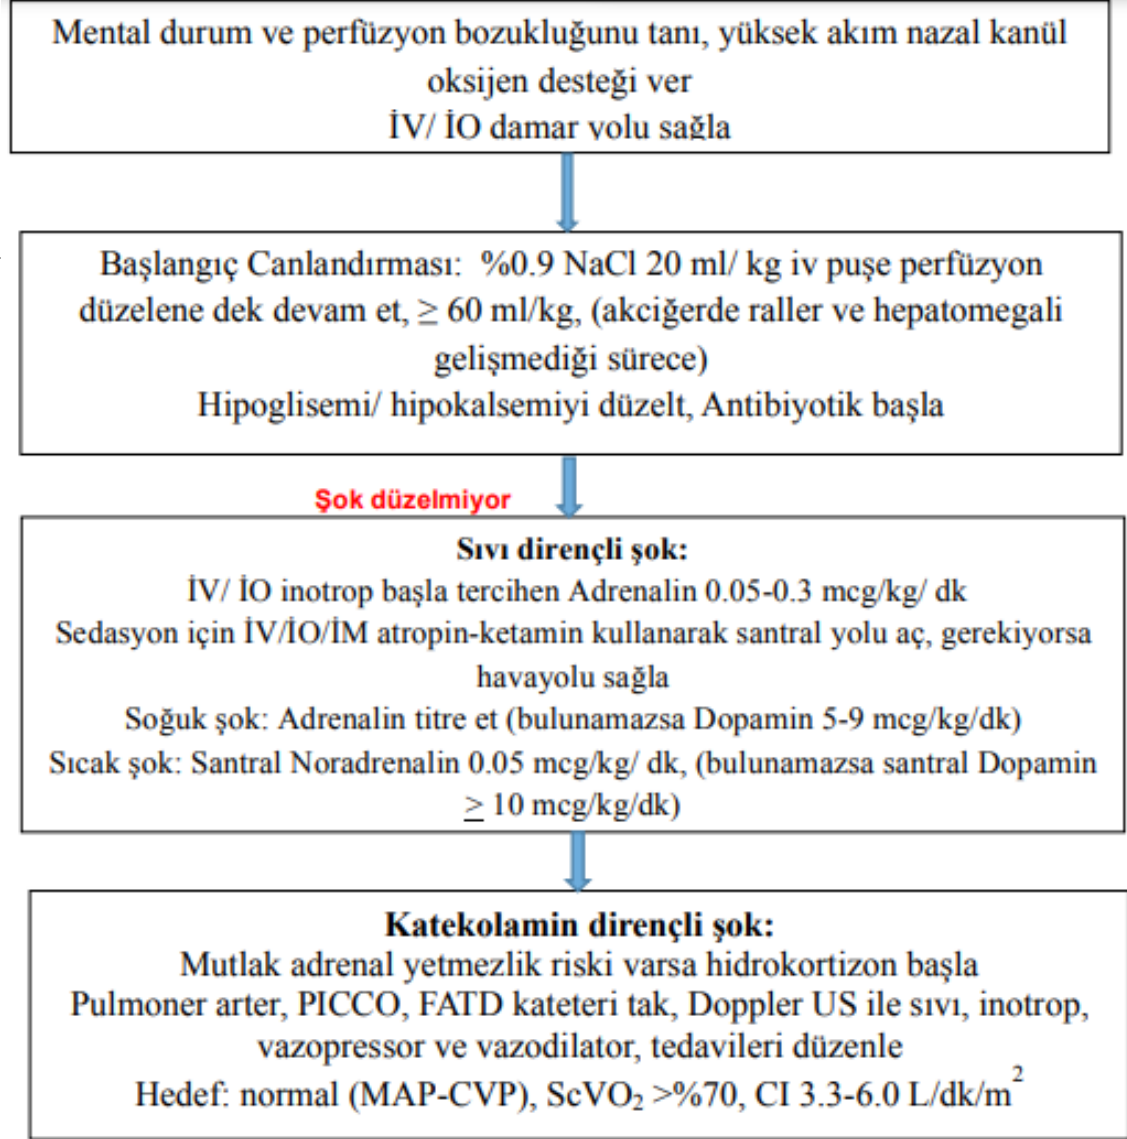 Mental durum ve perfüzyon bozukluğunu tanı, yüksek akım nazal kanül
oksijen desteği ver
İV/ İO damar yolu sağla
Başlangıç Canlandırması: %0.9 NaCl 20 ml/ kg iv puşe perfüzyon
düzelene dek devam et, ≥ 60 ml/kg, (akciğerde raller ve hepatomegali
gelişmediği sürece)
Hipoglisemi/ hipokalsemiyi düzelt, Antibiyotik başla
Şok düzelmiyor
Sıvı dirençli şok:
İV/ İO inotrop başla tercihen Adrenalin 0.05-0.3 mcg/kg/ dk
Sedasyon için İV/İO/İM atropin-ketamin kullanarak santral yolu aç, gerekiyorsa
havayolu sağla
Soğuk şok: Adrenalin titre et (bulunamazsa Dopamin 5-9 mcg/kg/dk)
Sıcak şok: Santral Noradrenalin 0.05 mcg/kg/ dk, (bulunamazsa santral Dopamin
≥ 10 mcg/kg/dk)
Katekolamin dirençli şok:
Mutlak adrenal yetmezlik riski varsa hidrokortizon başla
Pulmoner arter, PICCO, FATD kateteri tak, Doppler US ile sıvı, inotrop,
vazopressor ve vazodilator, tedavileri düzenle
Hedef: normal (MAP-CVP), ScVO₂ >%70, CI 3.3-6.0 L/dk/m²